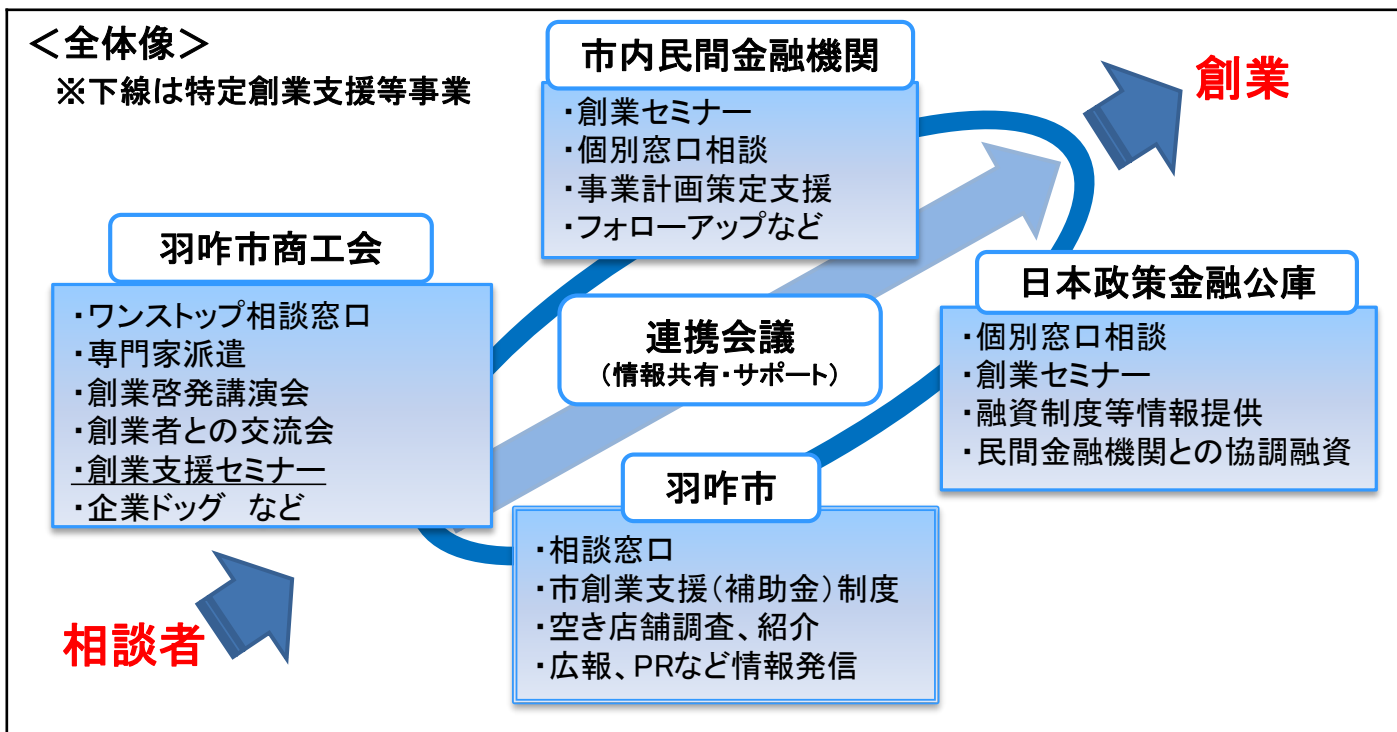 ＜全体像＞
※下線は特定創業支援等事業
市内民間金融機関
・創業セミナー
・個別窓口相談
・事業計画策定支援
・フォローアップなど
創業
羽咋市商工会
・ワンストップ相談窓口
・専門家派遣
・創業啓発講演会
・創業者との交流会
・創業支援セミナー
・企業ドッグ　など
連携会議
（情報共有・サポート）
日本政策金融公庫
・個別窓口相談
・創業セミナー
・融資制度等情報提供
・民間金融機関との協調融資
羽咋市
・相談窓口
・市創業支援（補助金）制度
・空き店舗調査、紹介
・広報、PRなど情報発信
相談者